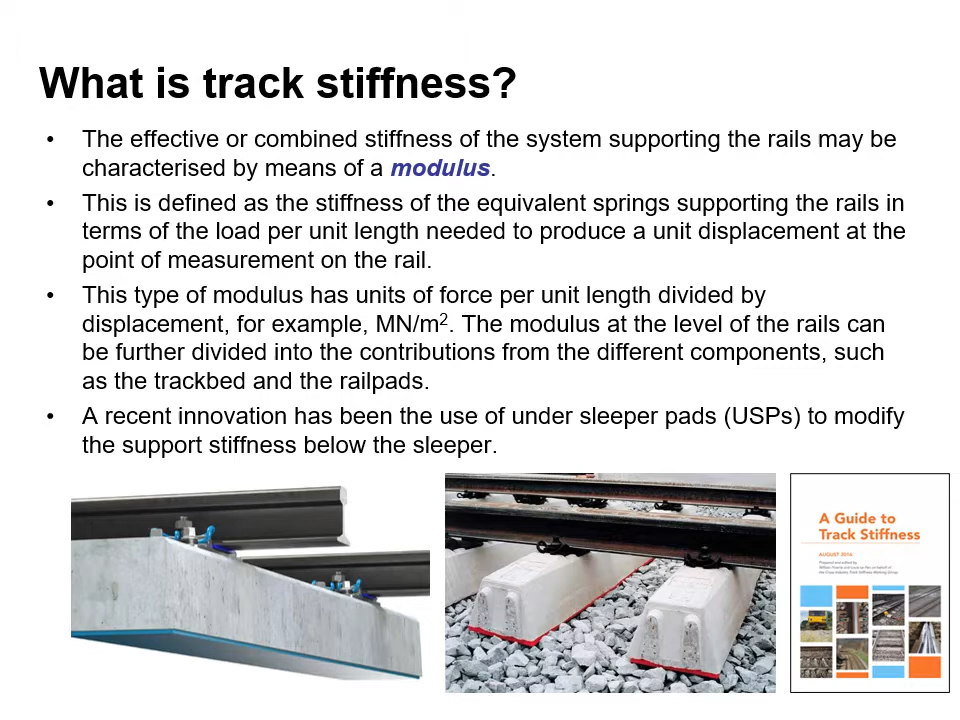 What is track stiffness?
• The effective or combined stiffness of the system supporting the rails may be
characterised by means of a modulus.
• This is defined as the stiffness of the equivalent springs supporting the rails in
terms of the load per unit length needed to produce a unit displacement at the
point of measurement on the rail.
• This type of modulus has units of force per unit length divided by
displacement, for example, MN/m². The modulus at the level of the rails can
be further divided into the contributions from the different components, such
as the trackbed and the railpads.
• A recent innovation has been the use of under sleeper pads (USPs) to modify
the support stiffness below the sleeper.
A Guide to
Track Stiffness
AUGUST 2016
Prepared and edited by